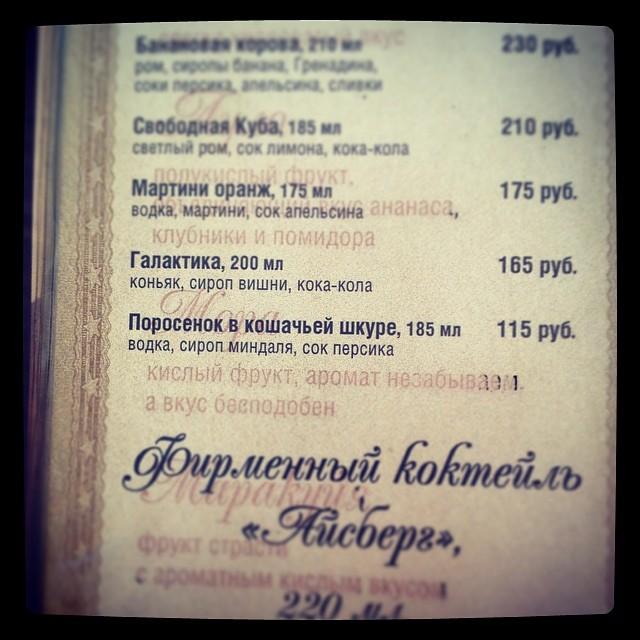 Банановая корова, 210 мл 230 руб.
ром, сиропы банана, Гренадина,
соки персика, апельсина, сливки
Свободная Куба, 185 мл 210 руб.
светлый ром, сок лимона, кока-кола
полукислый фрукт,
Мартини оранж, 175 мл 175 руб.
водка, мартини, сок апельсина
вкус ананаса,
клубники и помидора
Галактика, 200 мл 165 руб.
коньяк, сироп вишни, кока-кола
Мора
Поросенок в кошачьей шкуре, 185 мл 115 руб.
водка, сироп миндаля, сок персика
кислый фрукт, аромат незабываем,
а вкус бесподобен
Фирменный коктейль
Маракуйя
«Айсберг»,
фрукт страсти
с ароматным кислым вкусом
220 мл